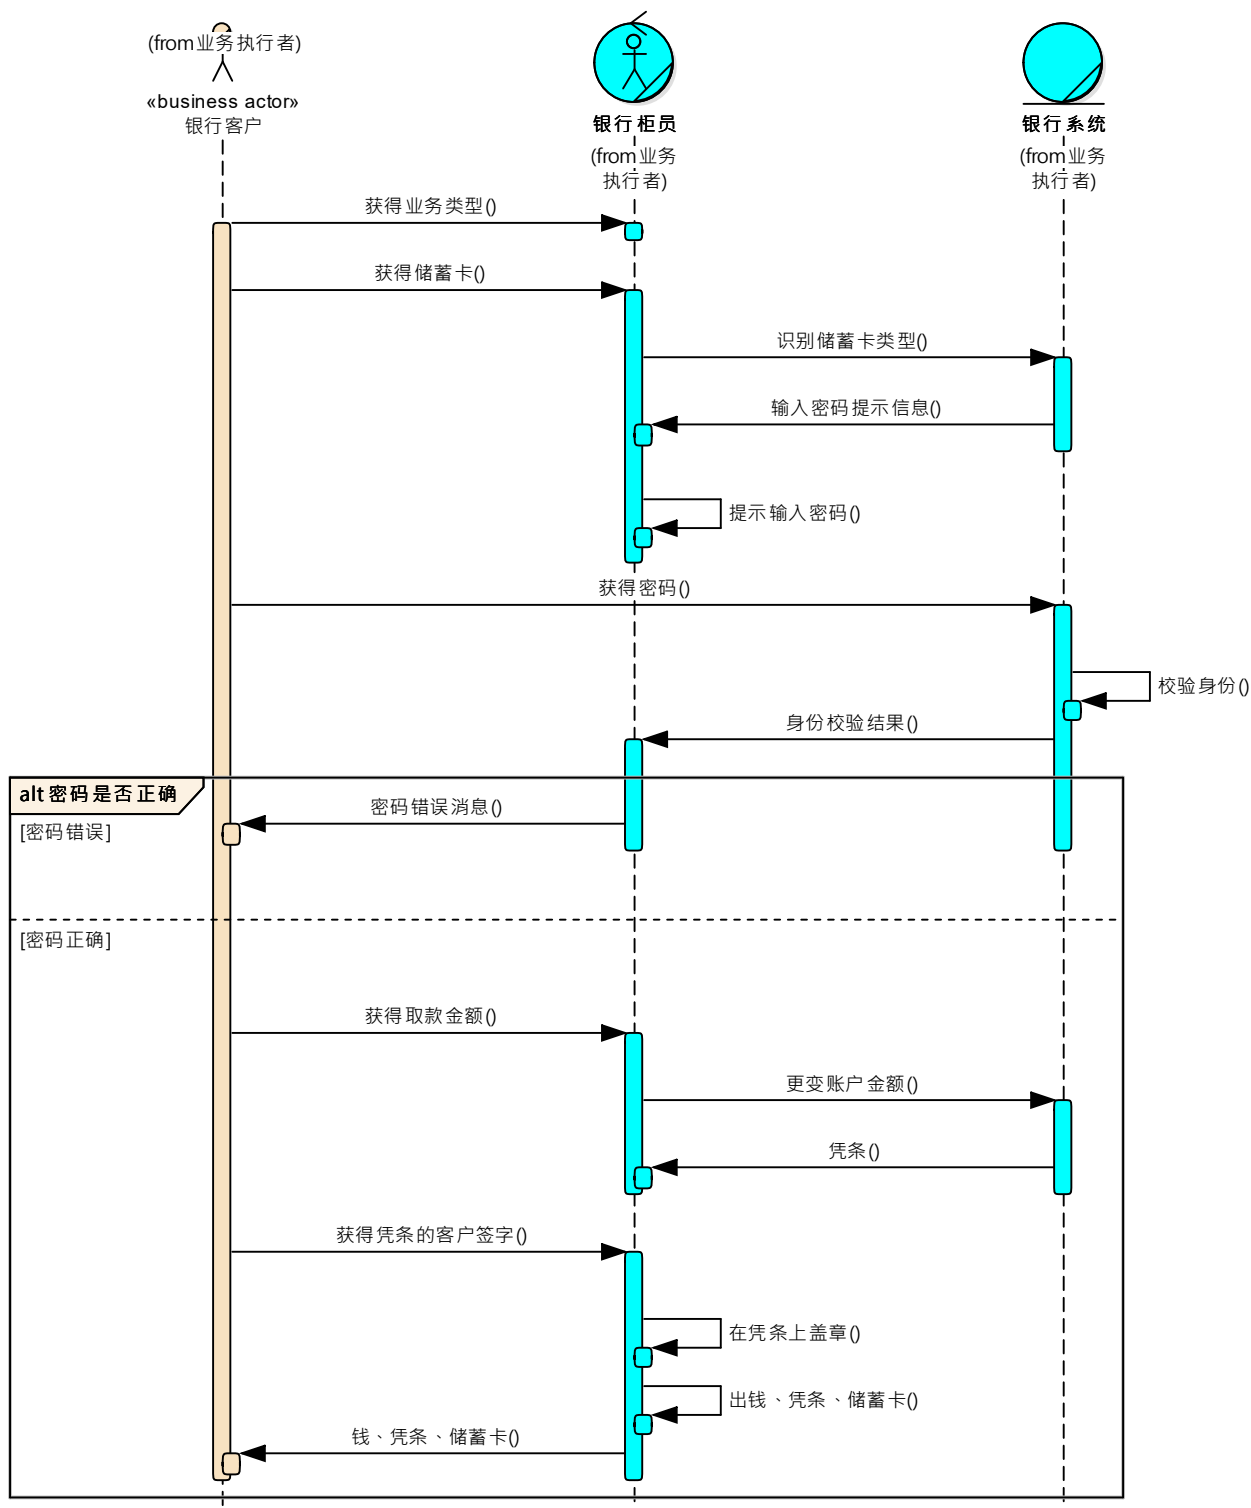 (from业务执行者)
«business actor»
银行客户
银行柜员
(from业务
执行者)
银行系统
(from业务
执行者)
获得业务类型()
获得储蓄卡()
识别储蓄卡类型()
输入密码提示信息()
提示输入密码()
获得密码()
校验身份()
身份校验结果()
alt 密码是否正确
密码错误消息()
[密码错误]
[密码正确]
获得取款金额()
更变账户金额()
凭条()
获得凭条的客户签字()
在凭条上盖章()
出钱、凭条、储蓄卡()
钱、凭条、储蓄卡()